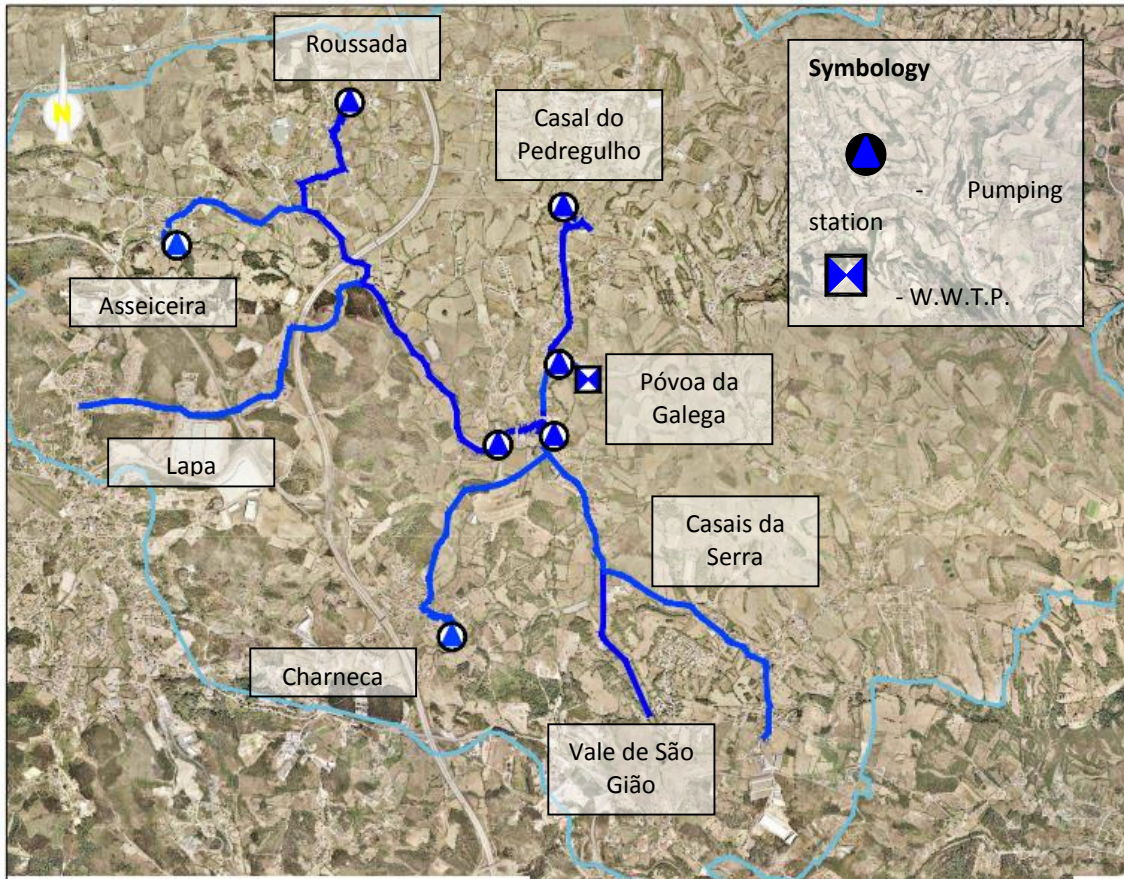 Roussada
Casal do
Pedregulho
Symbology
- Pumping
station
- W.W.T.P.
N
Asseiceira
Póvoa da
Galega
Lapa
Casais da
Serra
Charneca
Vale de São
Gião